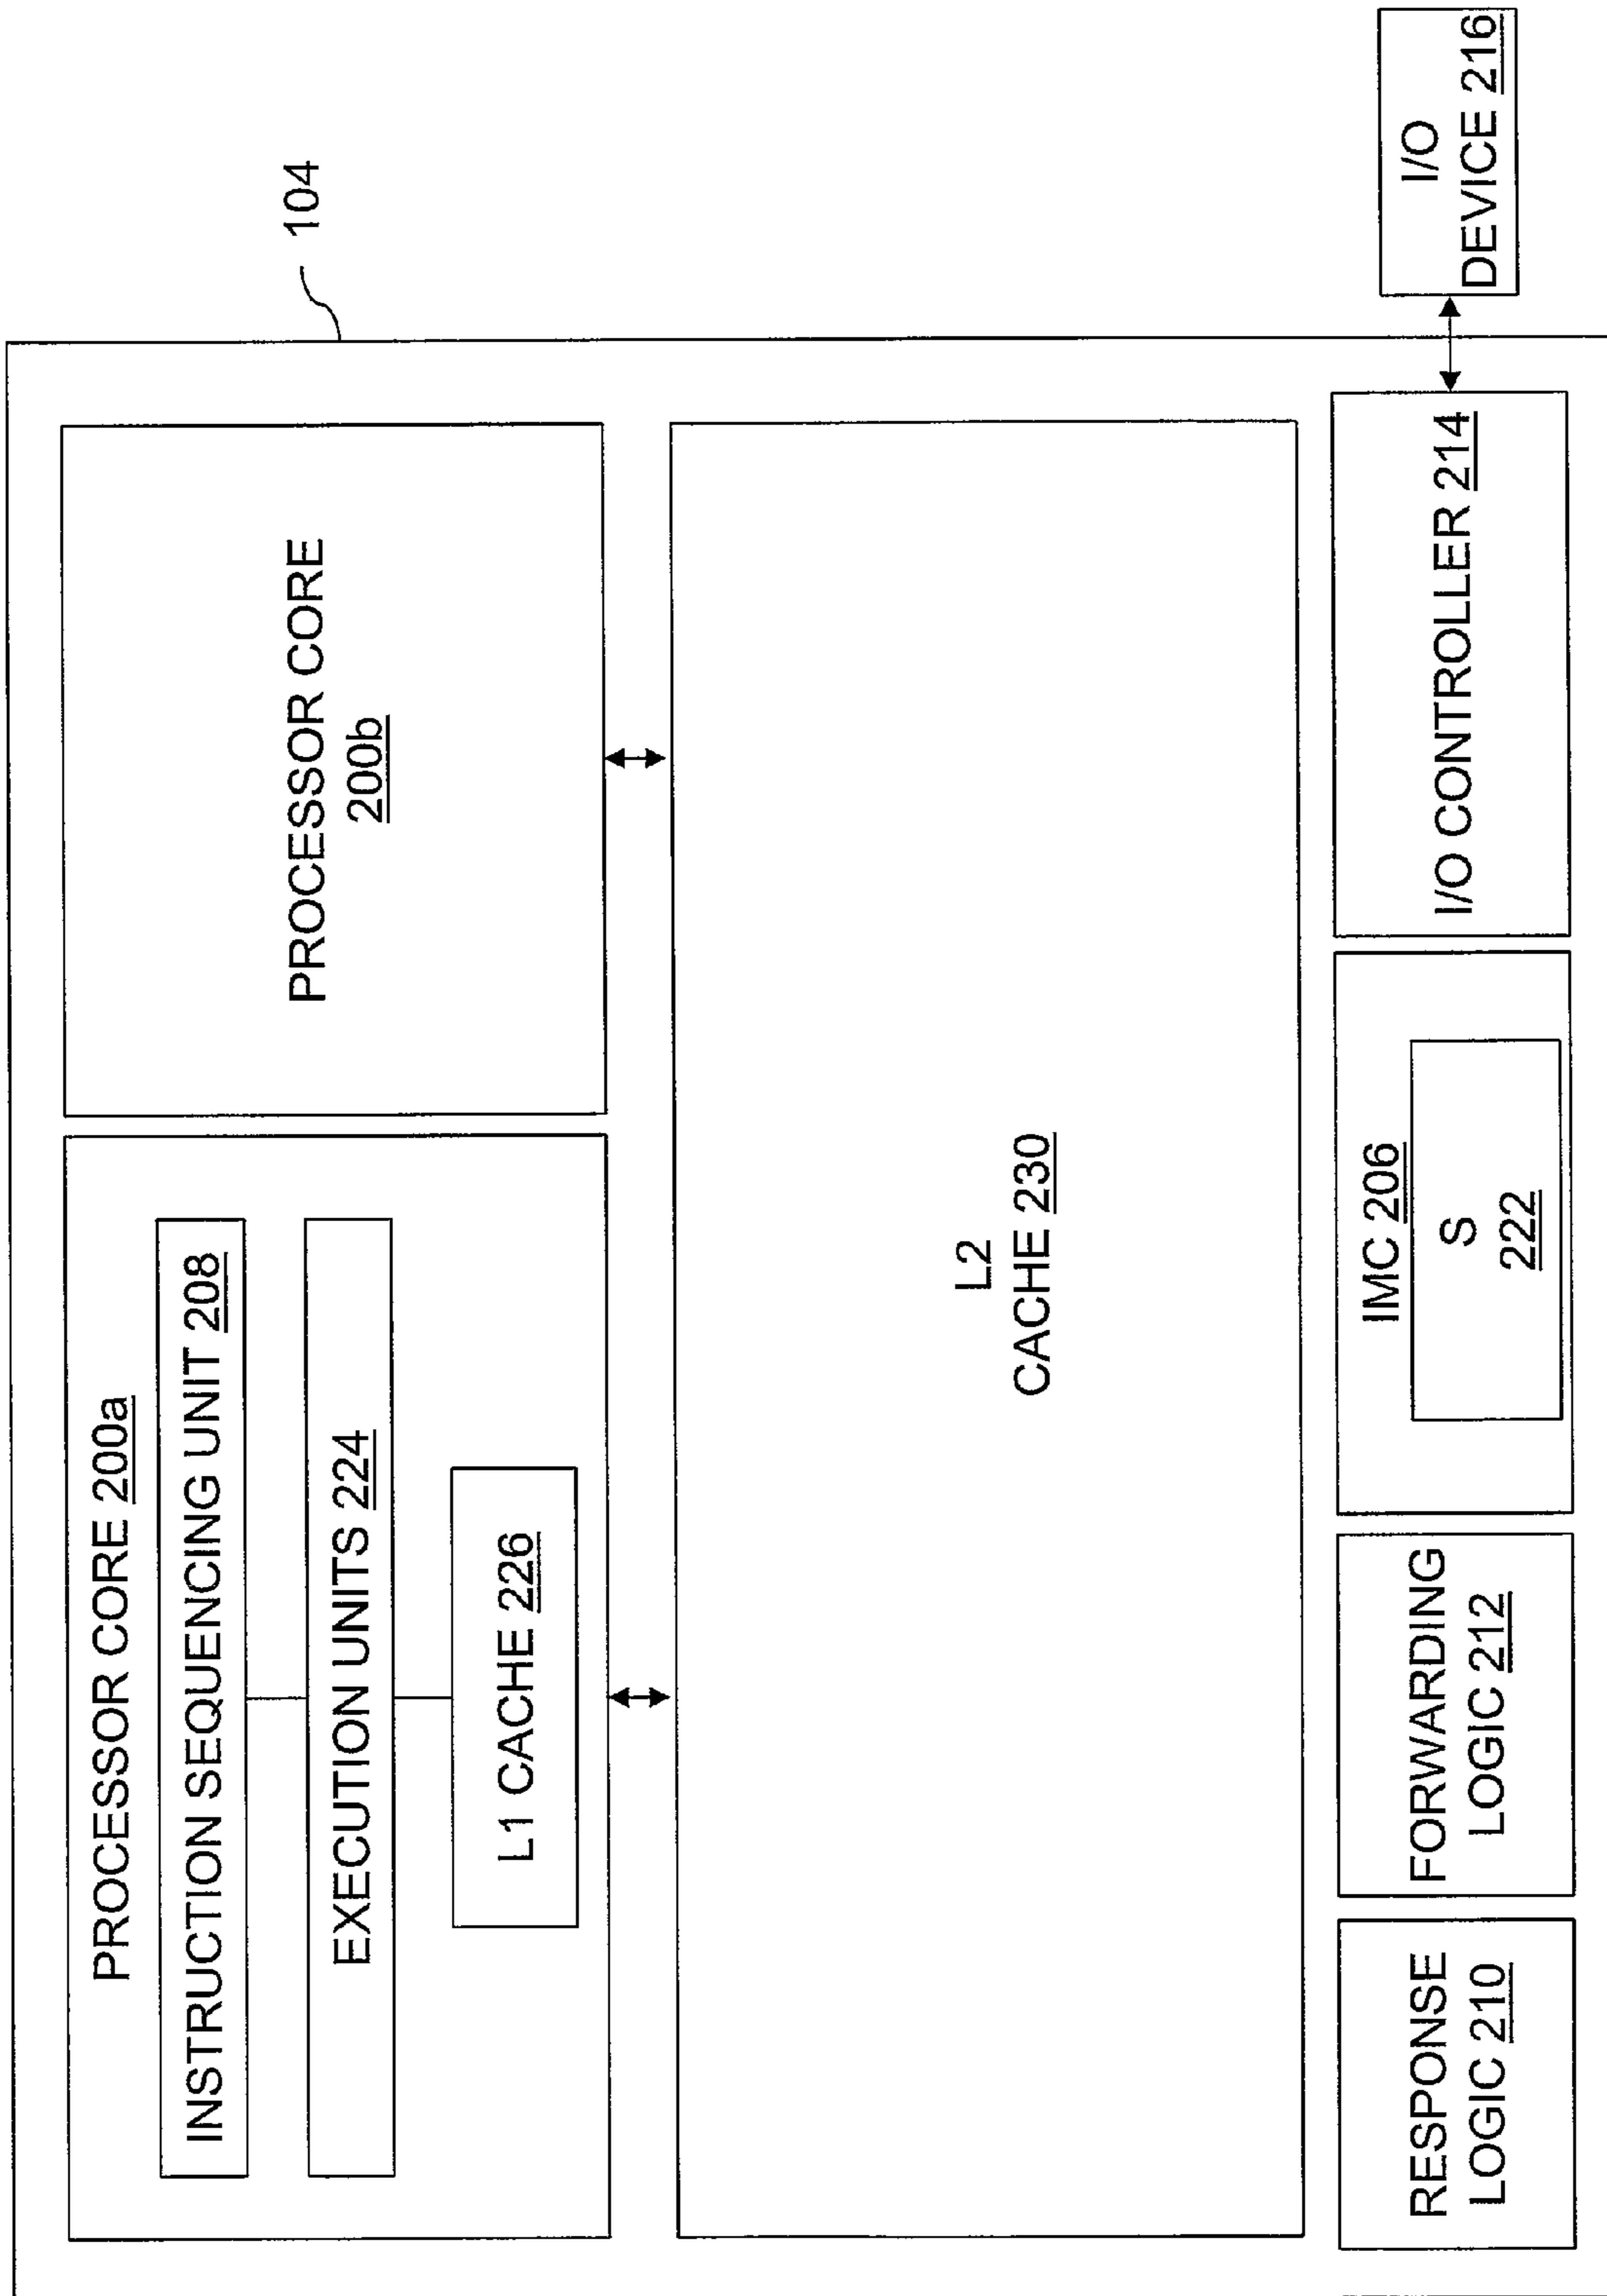 104
PROCESSOR CORE 200a
INSTRUCTION SEQUENCING UNIT 208
EXECUTION UNITS 224
L1 CACHE 226
PROCESSOR CORE
200b
L2
CACHE 230
RESPONSE
LOGIC 210
FORWARDING
LOGIC 212
IMC 206
S
222
I/O CONTROLLER 214
I/O
DEVICE 216